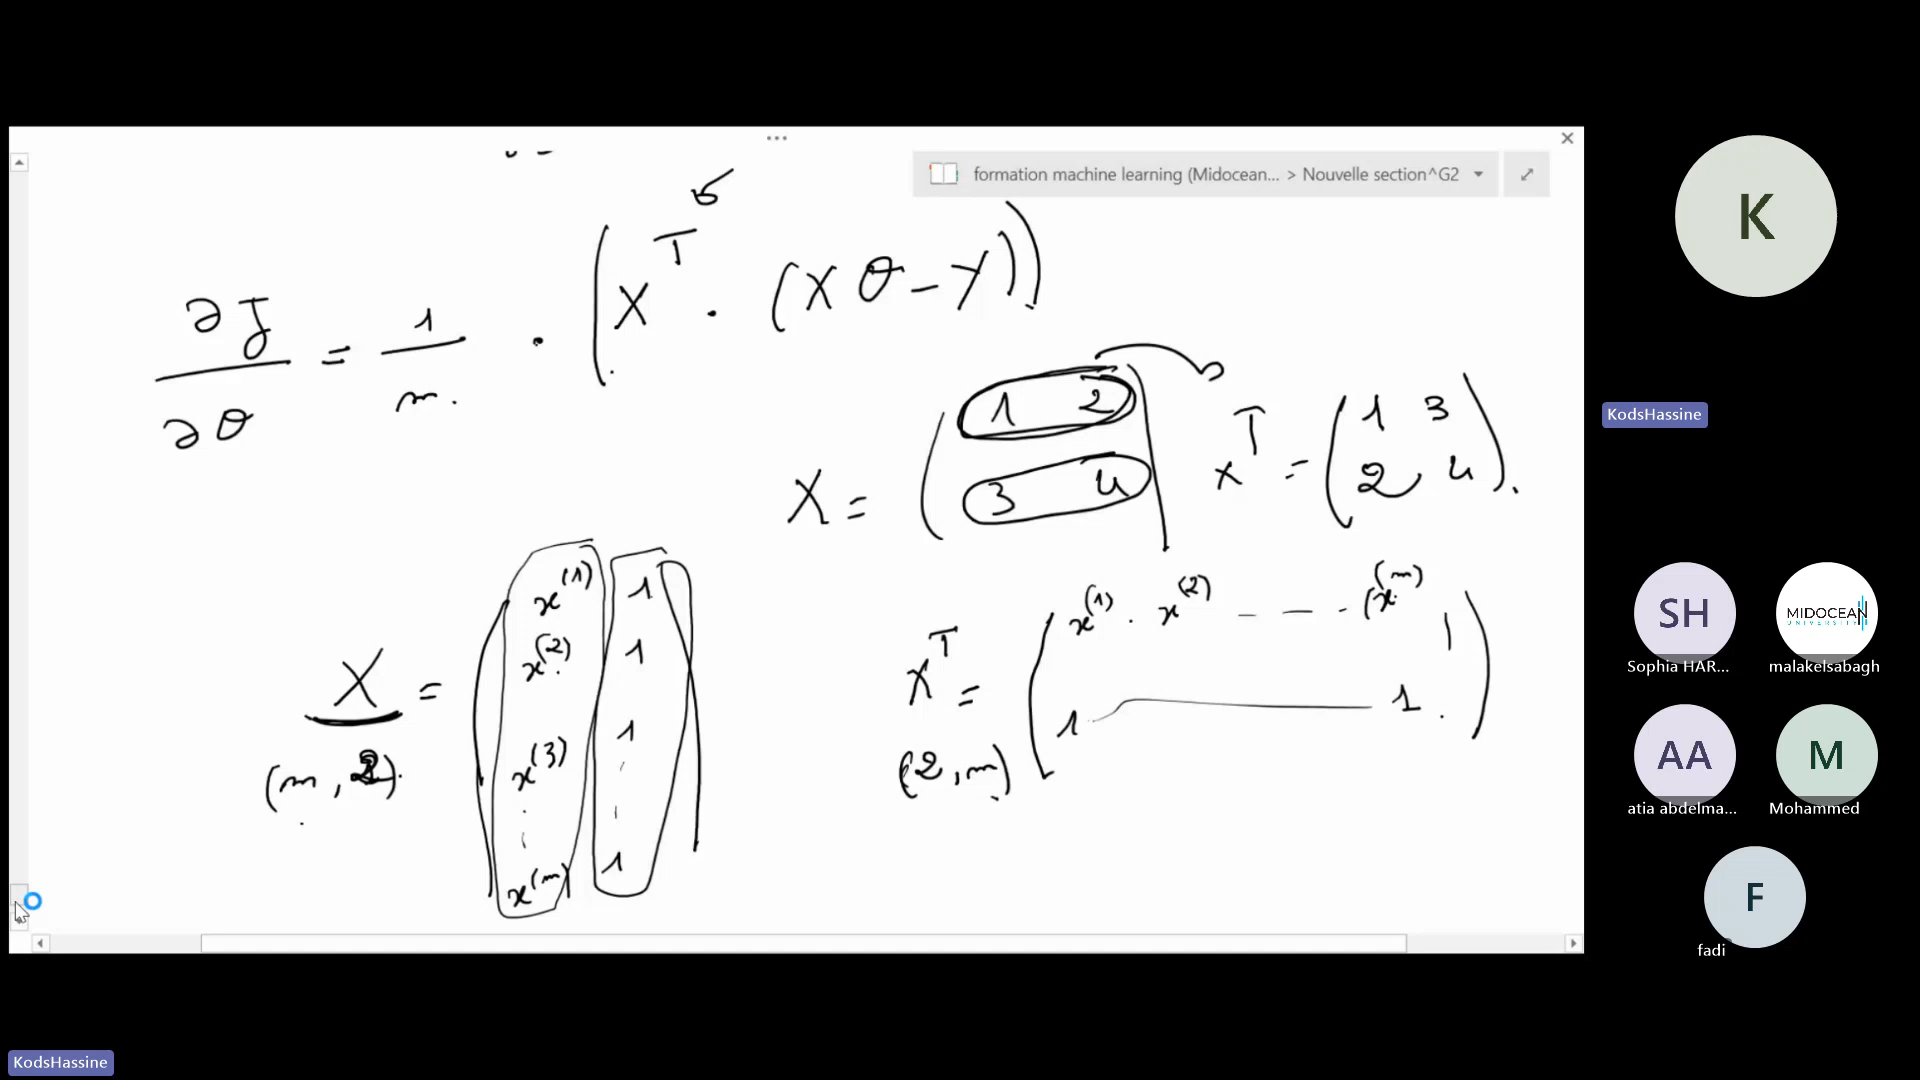 formation machine learning (Midocean... > Nouvelle section^G2
∂J/∂θ = 1/m · (X^T · (Xθ - Y))
X = (1 2
3 4)
X^T = (1 3
2 4).
X =
(m, 2).
x^(1) 1
x^(2) 1
x^(3) 1
x^(m) 1
X^T =
(2, m)
x^(1) . x^(2) - - - x^(m)
1 1 .
K
KodsHassine
SH
Sophia HAR...
MIDOCEAN
UNIVERSITY
malakelsabagh
AA
atia abdelma...
M
Mohammed
F
fadi
KodsHassine